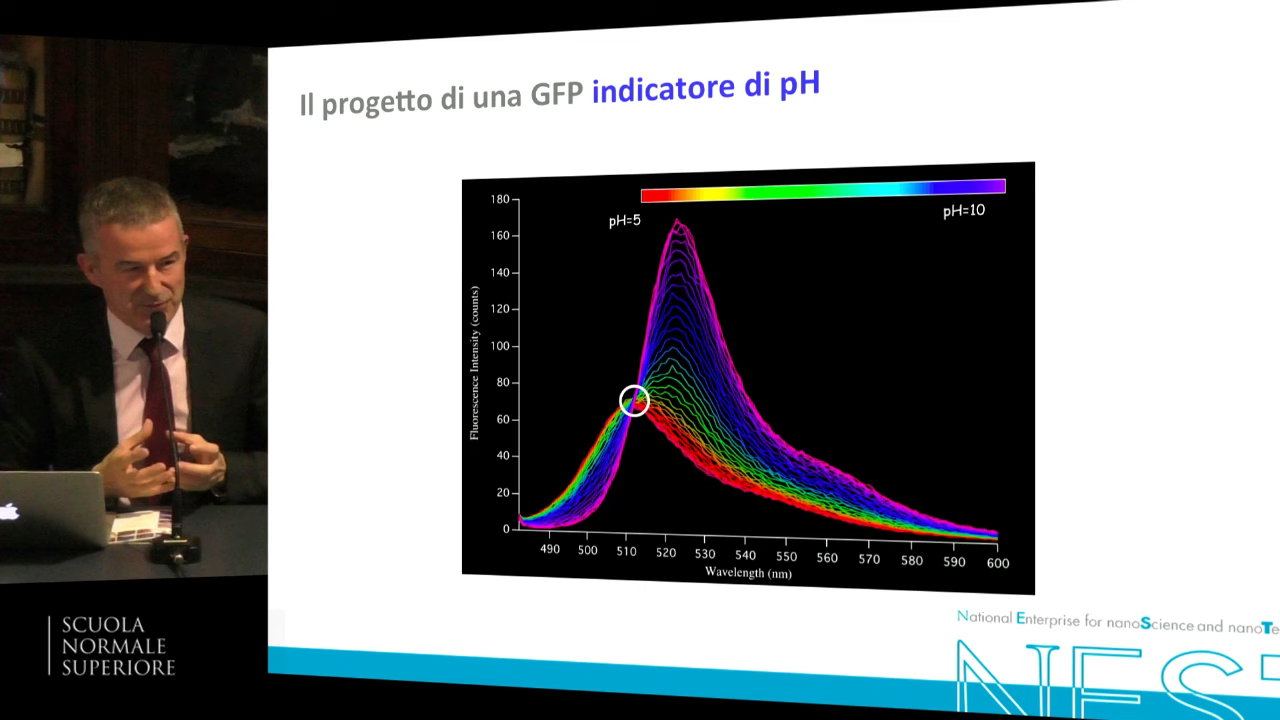 Il progetto di una GFP indicatore di pH
pH=5
pH=10
180
160
140
120
100
80
60
40
20
0
Fluorescence Intensity (counts)
490 500 510 520 530 540 550 560 570 580 590 600
Wavelength (nm)
SCUOLA
NORMALE
SUPERIORE
National Enterprise for nanoScience and nanoTe
NEST